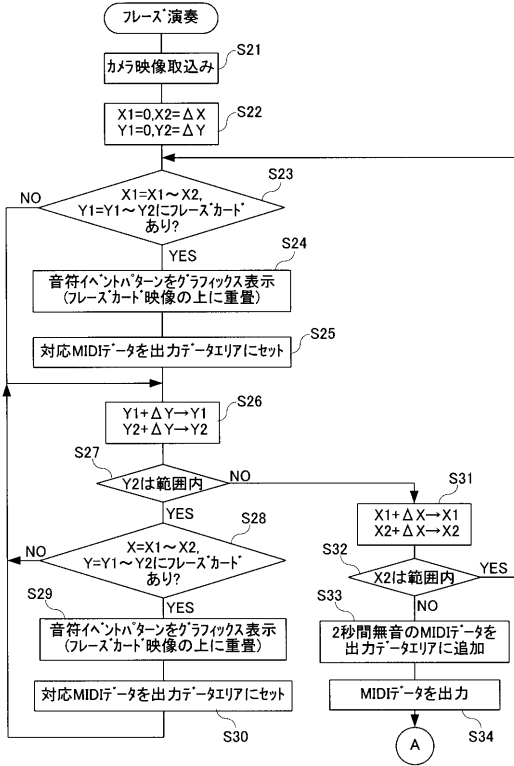 ﾌﾚｰｽﾞ演奏
S21
ｶﾒﾗ映像取込み
S22
X1=0,X2=ΔX
Y1=0,Y2=ΔY
S23
NO
X1=X1～X2,
Y1=Y1～Y2にﾌﾚｰｽﾞｶｰﾄﾞ
あり?
YES
S24
音符ｲﾍﾞﾝﾄﾊﾟﾀｰﾝをｸﾞﾗﾌｨｯｸｽ表示
(ﾌﾚｰｽﾞｶｰﾄﾞ映像の上に重畳)
S25
対応MIDIﾃﾞｰﾀを出力ﾃﾞｰﾀｴﾘｱにｾｯﾄ
S26
Y1+ΔY→Y1
Y2+ΔY→Y2
S27
Y2は範囲内
NO
YES
S28
NO
X=X1～X2,
Y=Y1～Y2にﾌﾚｰｽﾞｶｰﾄﾞ
あり?
YES
S29
音符ｲﾍﾞﾝﾄﾊﾟﾀｰﾝをｸﾞﾗﾌｨｯｸｽ表示
(ﾌﾚｰｽﾞｶｰﾄﾞ映像の上に重畳)
対応MIDIﾃﾞｰﾀを出力ﾃﾞｰﾀｴﾘｱにｾｯﾄ
S30
S31
X1+ΔX→X1
X2+ΔX→X2
S32
X2は範囲内
YES
NO
S33
2秒間無音のMIDIﾃﾞｰﾀを
出力ﾃﾞｰﾀｴﾘｱに追加
MIDIﾃﾞｰﾀを出力
S34
A